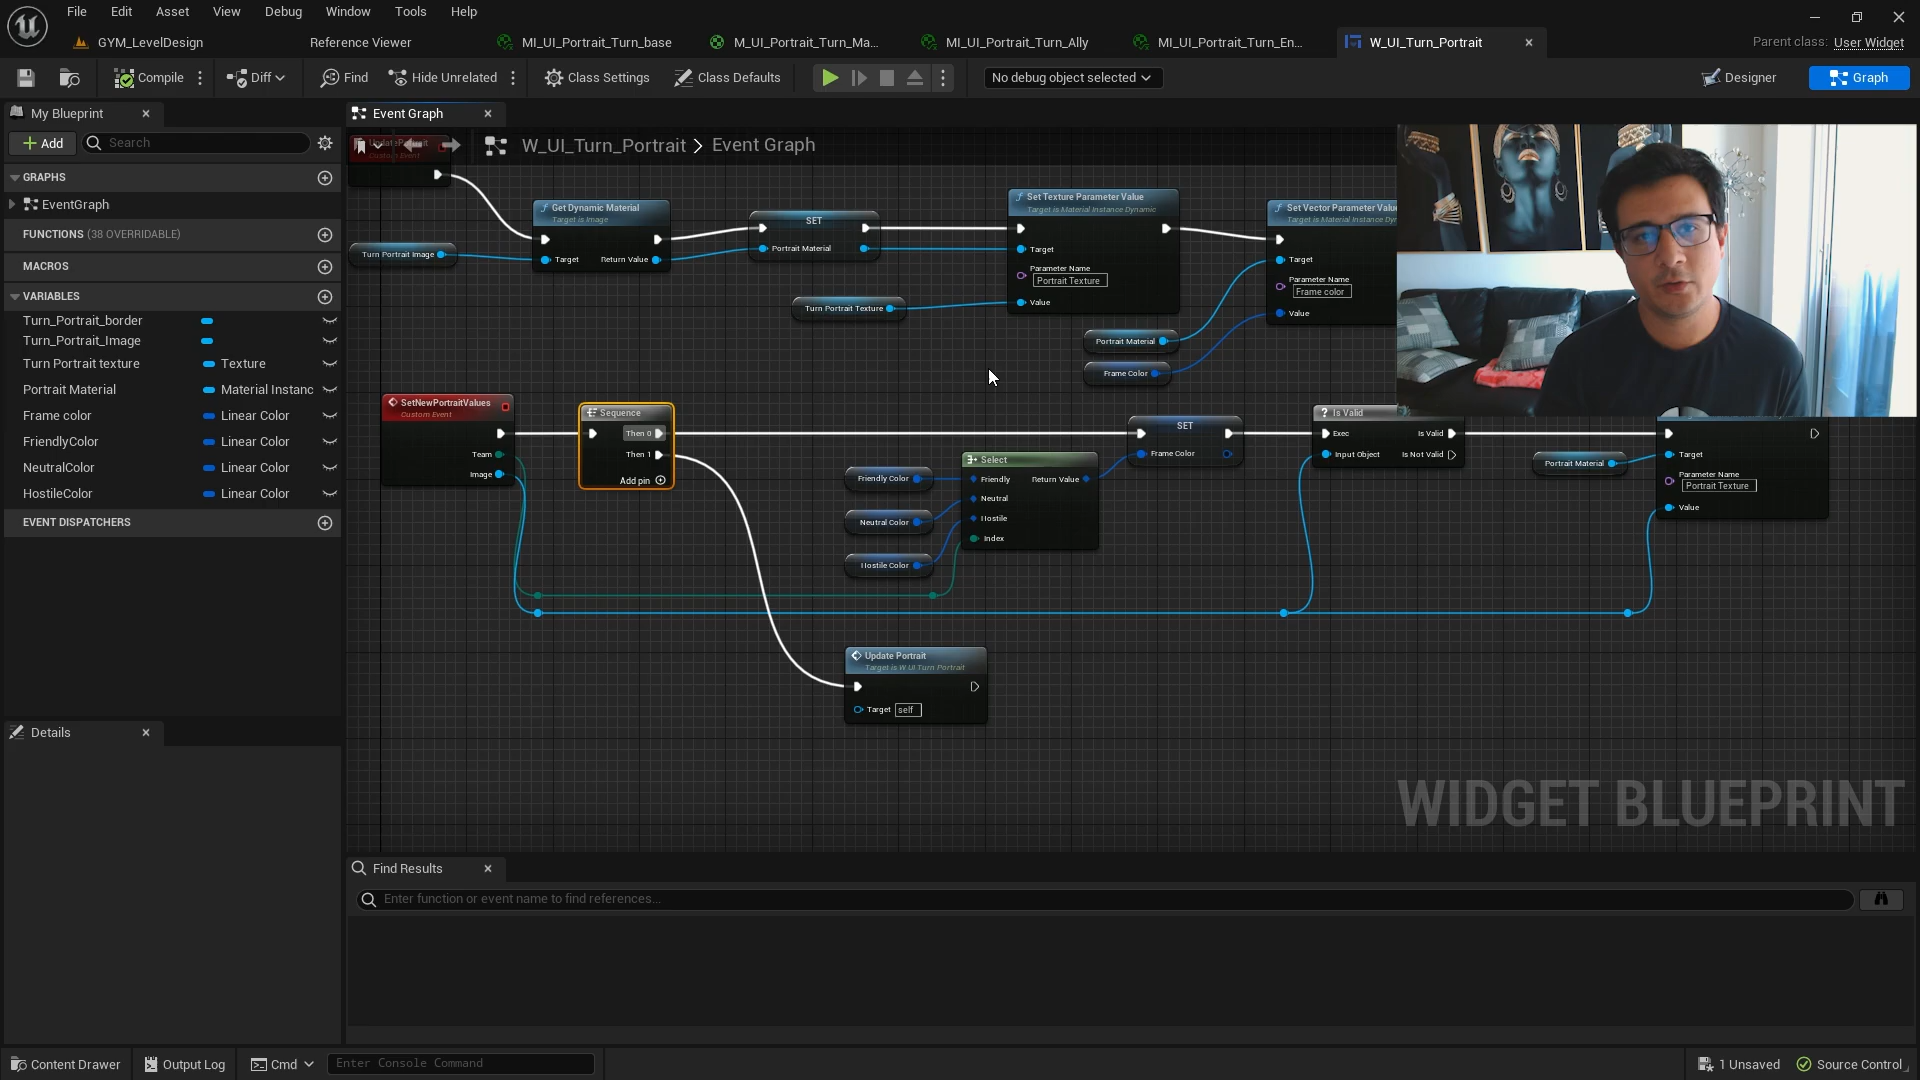 File Edit Asset View Debug Window Tools Help
GYM_LevelDesign Reference Viewer MI_UI_Portrait_Turn_base M_UI_Portrait_Turn_Ma... MI_UI_Portrait_Turn_Ally MI_UI_Portrait_Turn_En... W_UI_Turn_Portrait Parent class: User Widget
Compile Diff Find Hide Unrelated Class Settings Class Defaults No debug object selected Designer Graph
My Blueprint Event Graph
Add Search W_UI_Turn_Portrait > Event Graph
GRAPHS
EventGraph
FUNCTIONS (38 OVERRIDABLE)
MACROS
VARIABLES
Turn_Portrait_border
Turn_Portrait_Image
Turn Portrait texture Texture
Portrait Material Material Instanc
Frame color Linear Color
FriendlyColor Linear Color
NeutralColor Linear Color
HostileColor Linear Color
EVENT DISPATCHERS
Details
Custom Event
Turn Portrait Image
Get Dynamic Material
Target is Image
Target Return Value
SET
Portrait Material
Turn Portrait Texture
Set Texture Parameter Value
Target is Material Instance Dynamic
Target
Parameter Name
Portrait Texture
Value
Portrait Material
Frame Color
Set Vector Parameter Value
Target is Material Instance Dyn
Target
Parameter Name
Frame color
Value
SetNewPortraitValues
Custom Event
Team
Image
Sequence
Then 0
Then 1
Add pin
Friendly Color
Neutral Color
Hostile Color
Select
Friendly Return Value
Neutral
Hostile
Index
SET
Frame Color
Is Valid
Exec Is Valid
Input Object Is Not Valid
Portrait Material
Target
Parameter Name
Portrait Texture
Value
Update Portrait
Target is W UI Turn Portrait
Target self
WIDGET BLUEPRINT
Find Results
Enter function or event name to find references...
Content Drawer Output Log Cmd Enter Console Command 1 Unsaved Source Control